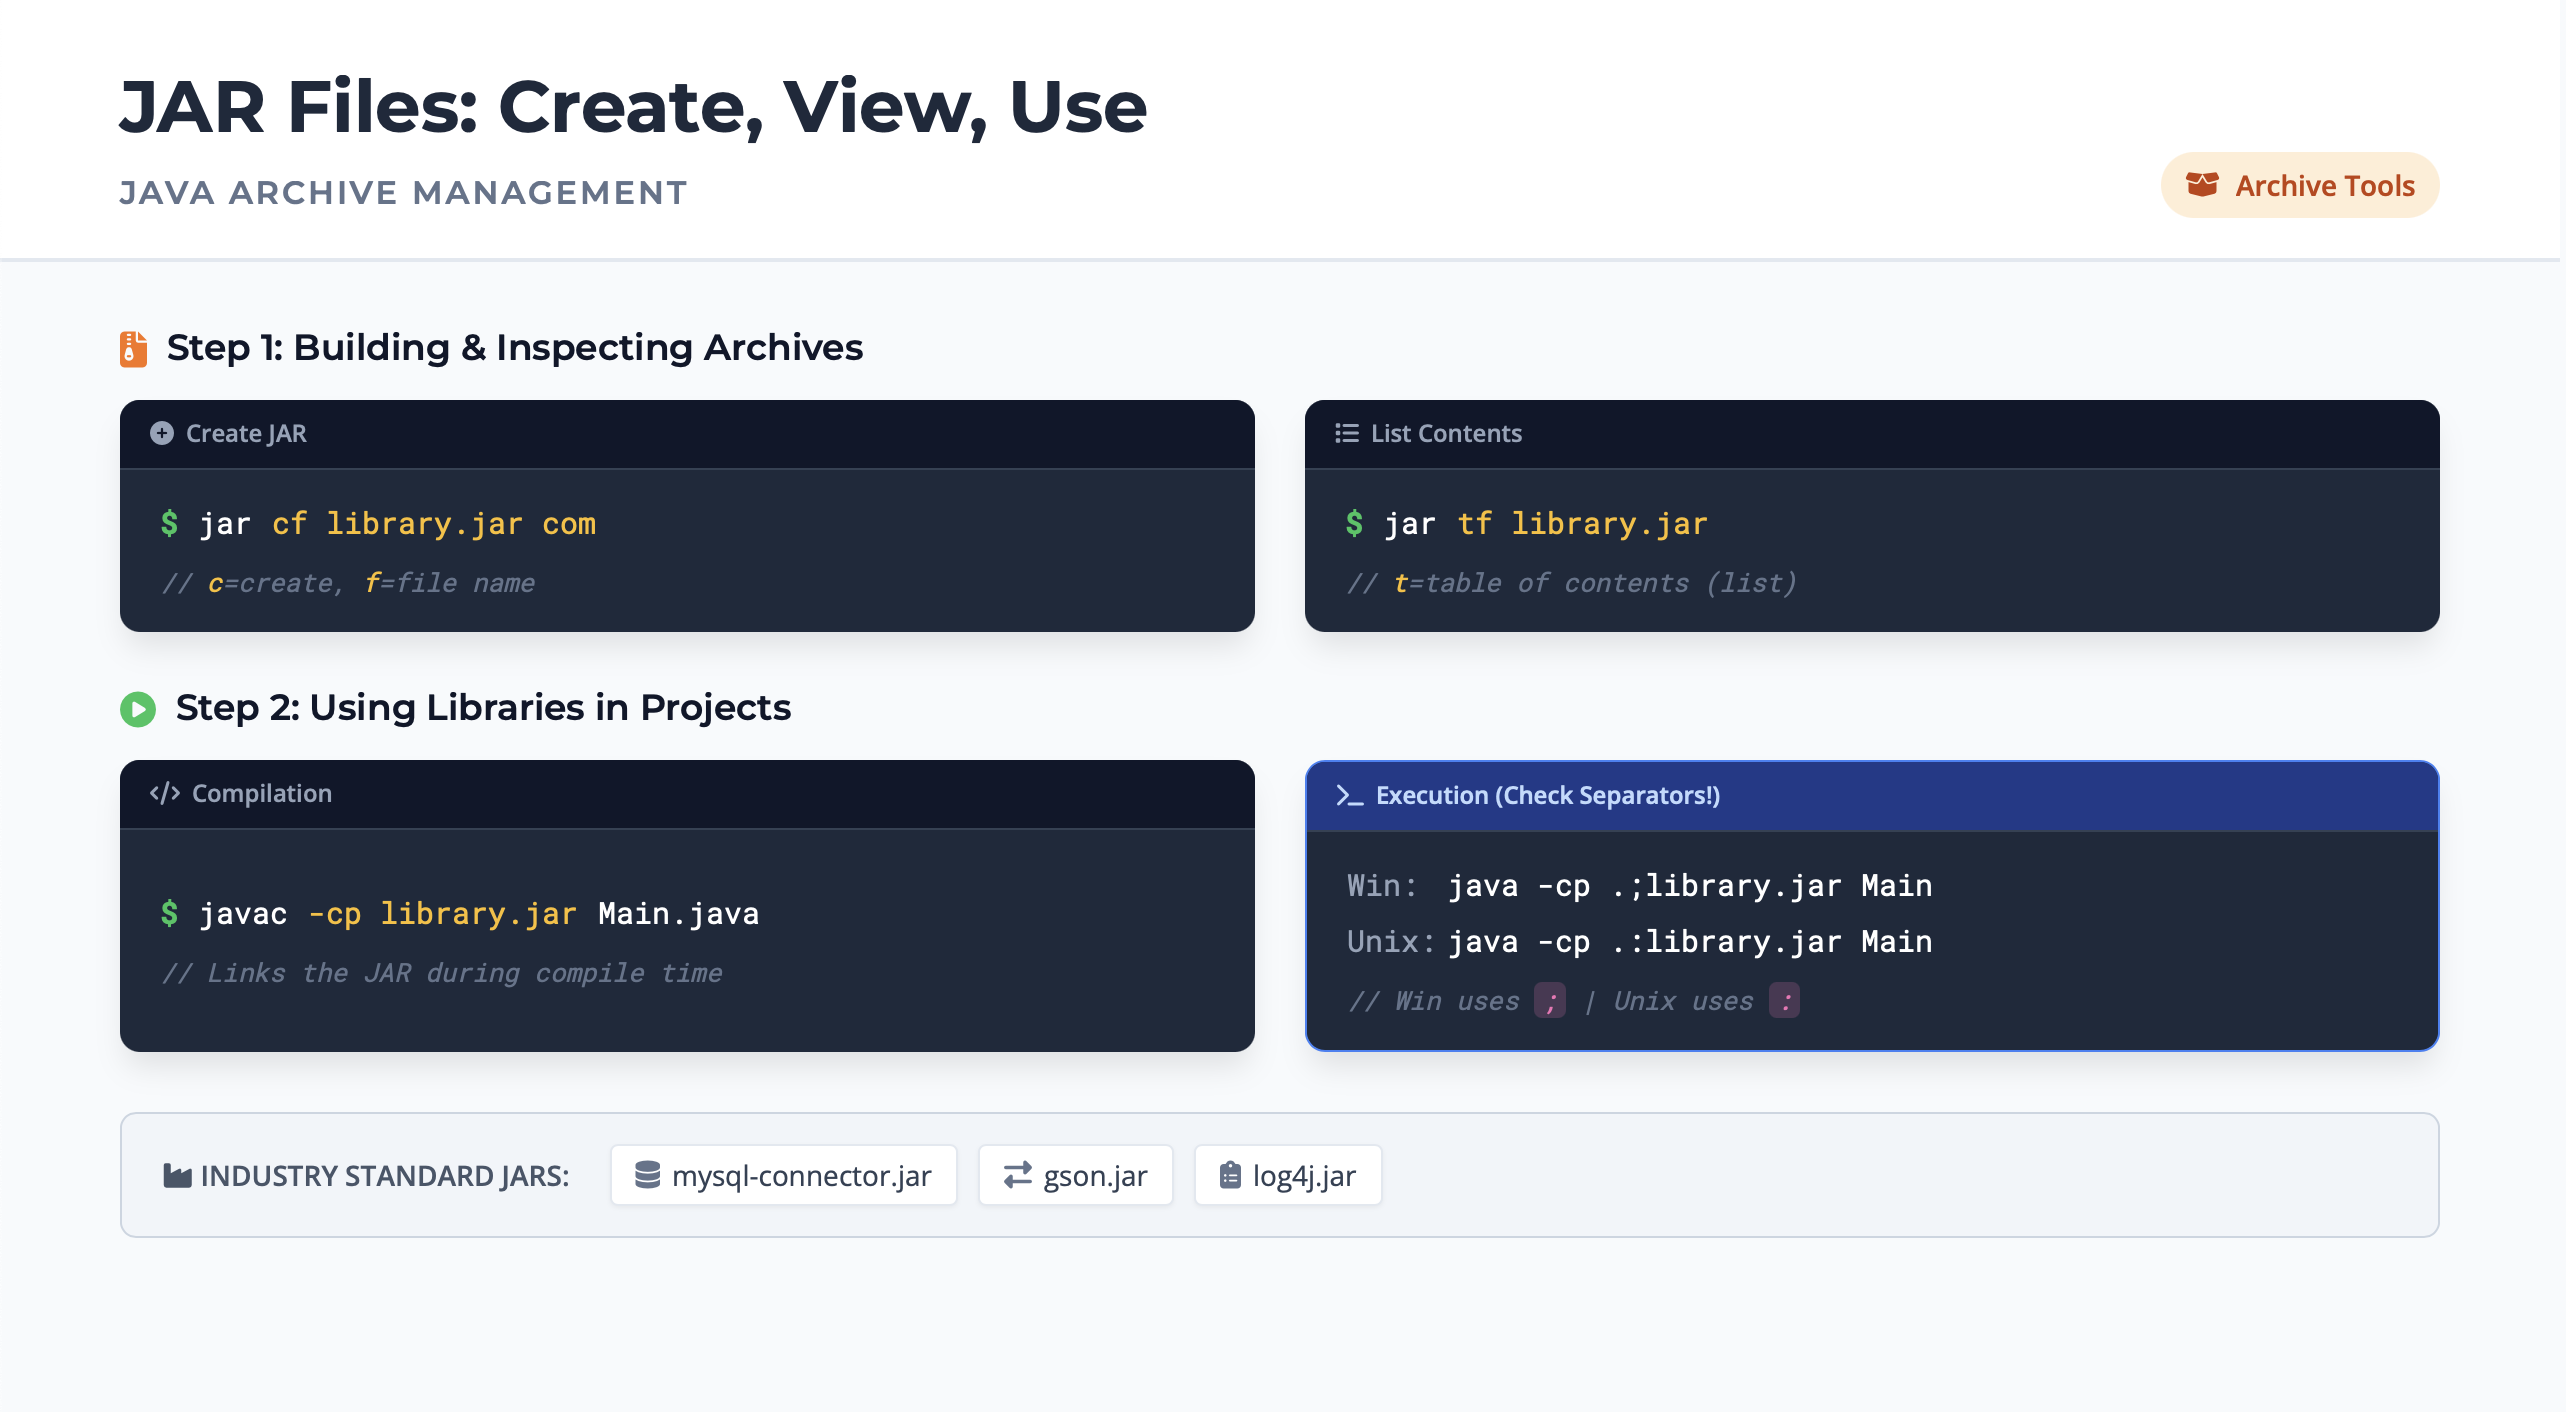 JAR Files: Create, View, Use
JAVA ARCHIVE MANAGEMENT
Archive Tools
Step 1: Building & Inspecting Archives
Create JAR
$ jar cf library.jar com
// c=create, f=file name
List Contents
$ jar tf library.jar
// t=table of contents (list)
Step 2: Using Libraries in Projects
Compilation
$ javac -cp library.jar Main.java
// Links the JAR during compile time
Execution (Check Separators!)
Win: java -cp .;library.jar Main
Unix: java -cp .:library.jar Main
// Win uses ; | Unix uses :
INDUSTRY STANDARD JARS:
mysql-connector.jar
gson.jar
log4j.jar